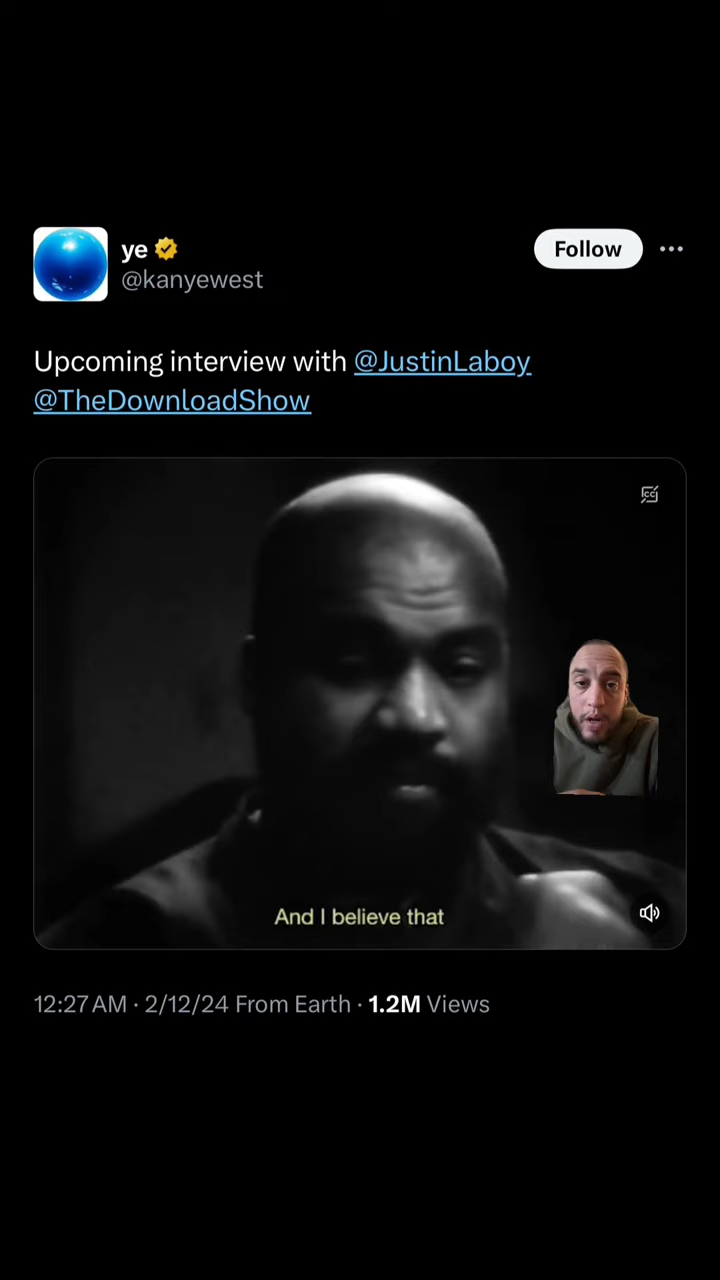 ye
@kanyewest
Follow
Upcoming interview with @JustinLaboy
@TheDownloadShow
CC
And I believe that
12:27 AM · 2/12/24 From Earth · 1.2M Views